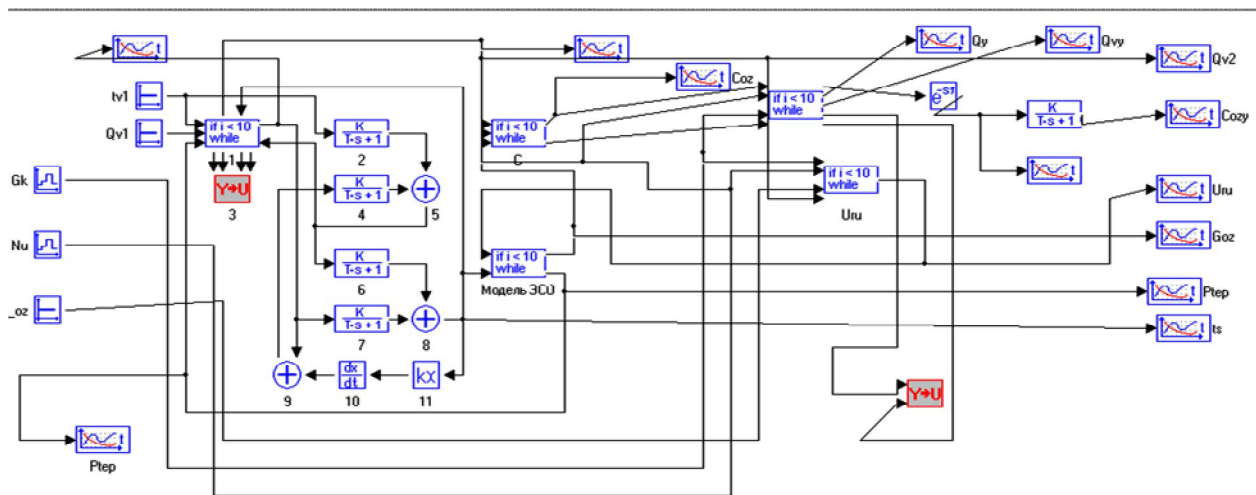 t
t
t
Qy
t
Qvy
t
Qv2
tv1
t
Coz
if i < 10
while
e^-sτ
Qv1
if i < 10
while
K
T·s + 1
if i < 10
while
K
T·s + 1
t
Cozy
1
2
C
Gk
Y→U
K
T·s + 1
if i < 10
while
t
t
Uru
3
4
5
Uru
Nu
t
Goz
K
T·s + 1
if i < 10
while
6
Модель ЗСО
t
Ptep
_oz
K
T·s + 1
t
ts
7
8
dx
dt
kx
Y→U
9
10
11
t
Ptep